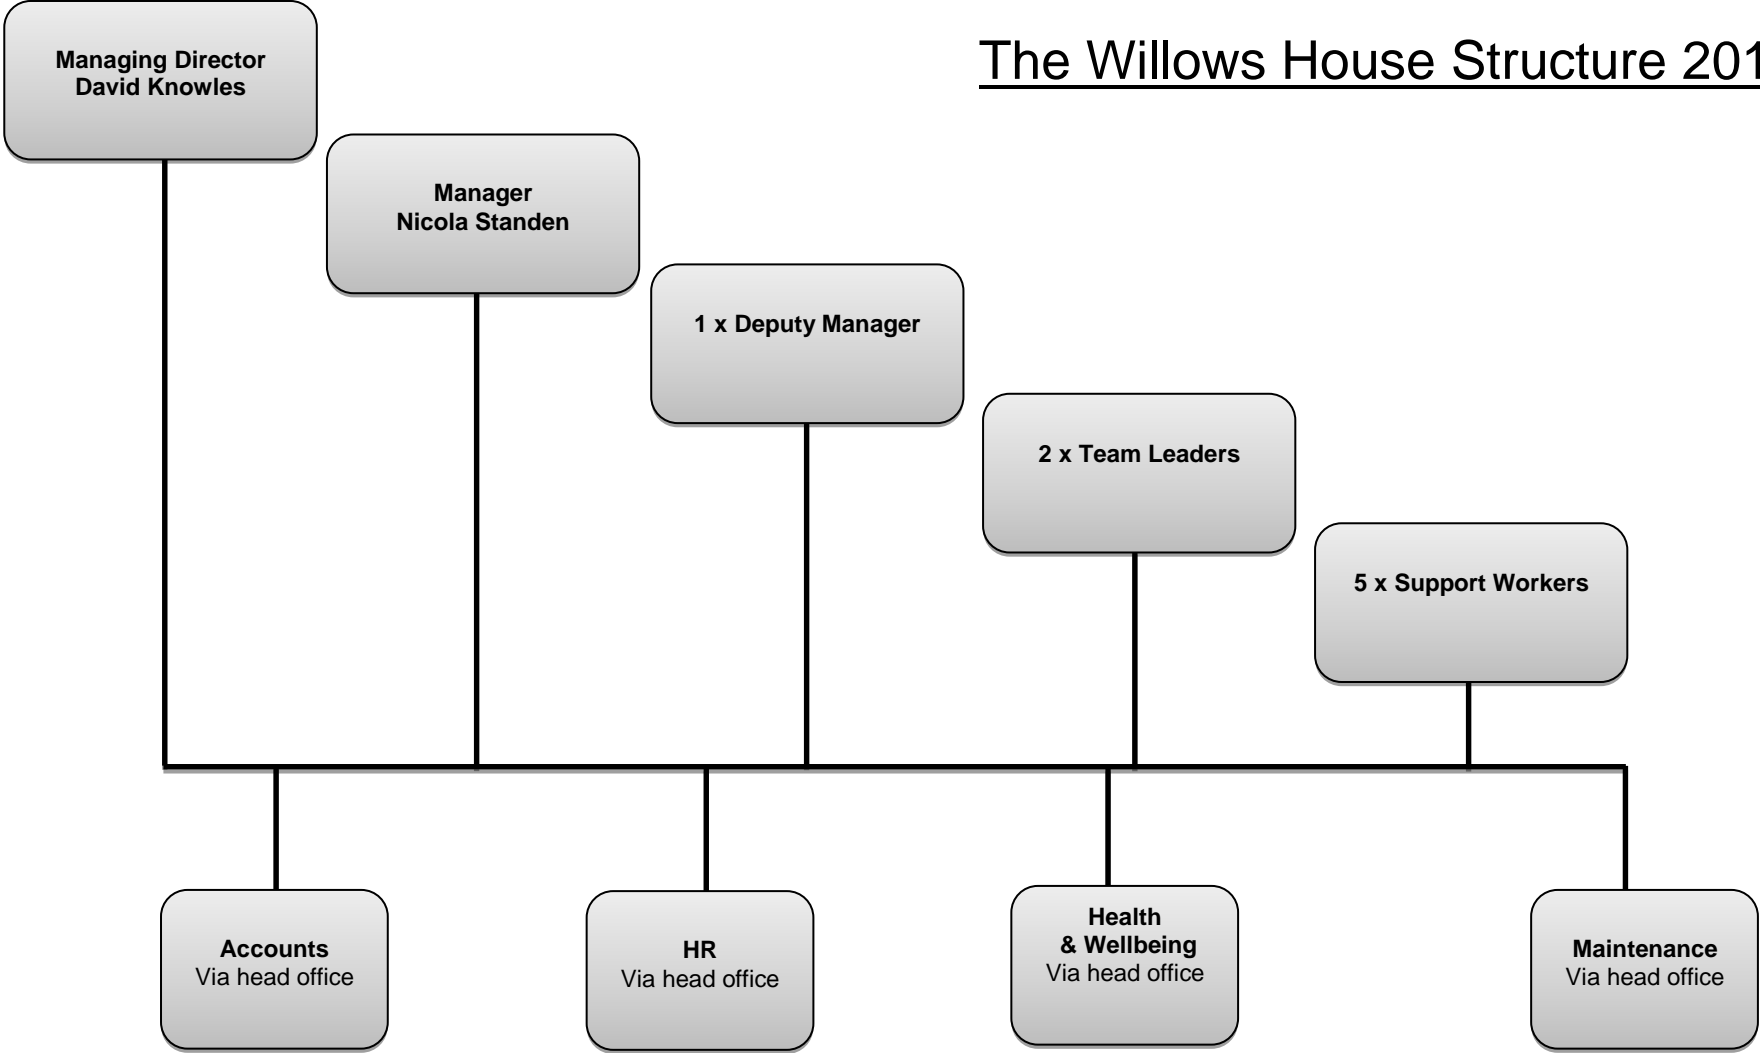 The Willows House Structure 201
Managing Director
David Knowles
Manager
Nicola Standen
1 x Deputy Manager
2 x Team Leaders
5 x Support Workers
Accounts
Via head office
HR
Via head office
Health
& Wellbeing
Via head office
Maintenance
Via head office